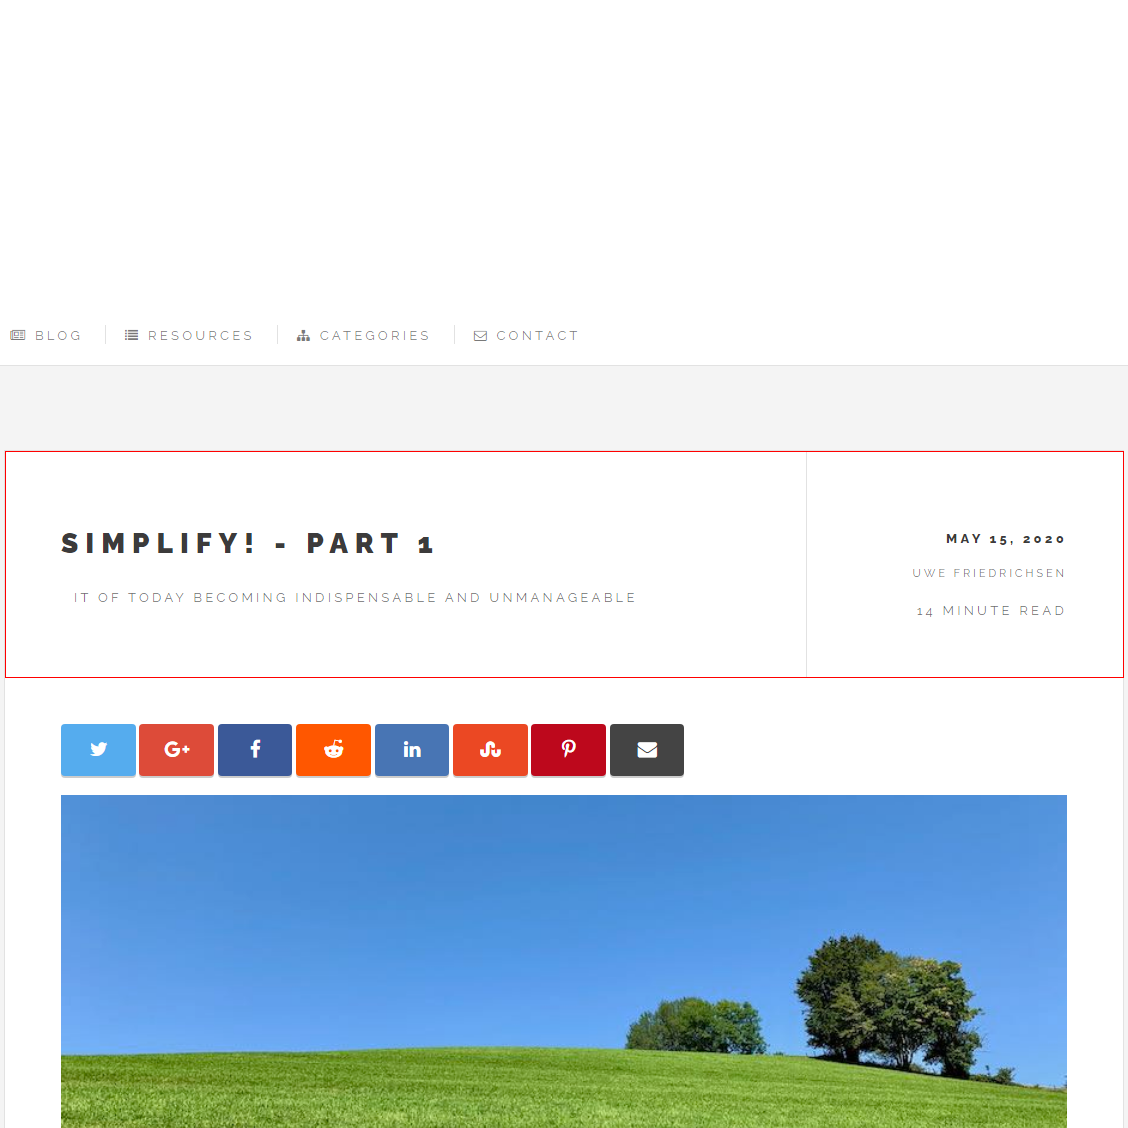 BLOG
RESOURCES
CATEGORIES
CONTACT
SIMPLIFY! - PART 1
IT OF TODAY BECOMING INDISPENSABLE AND UNMANAGEABLE
MAY 15, 2020
UWE FRIEDRICHSEN
14 MINUTE READ